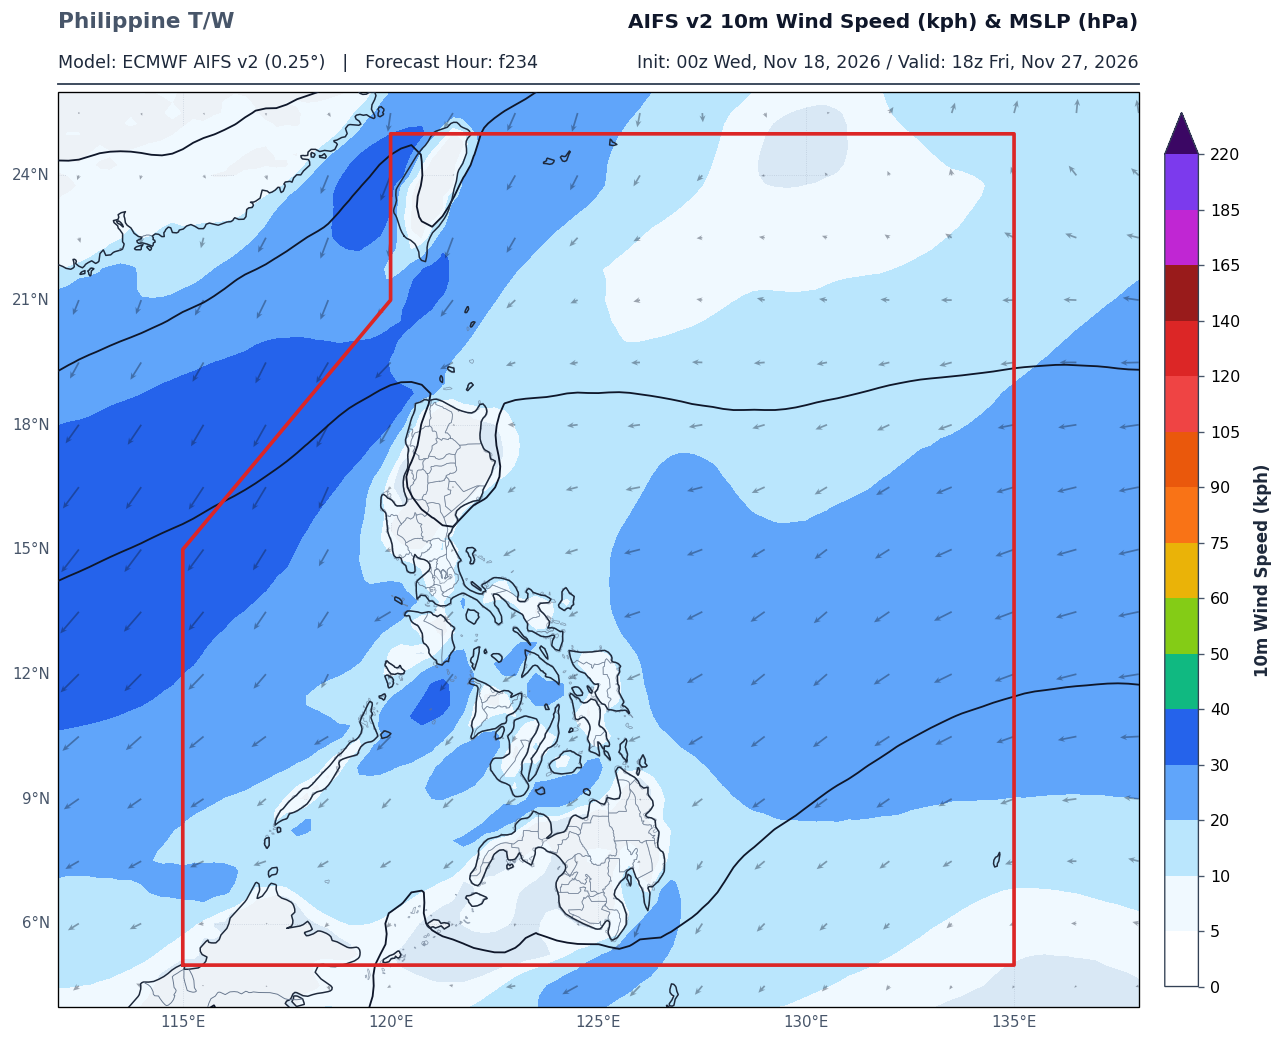 Philippine T/W
AIFS v2 10m Wind Speed (kph) & MSLP (hPa)
Model: ECMWF AIFS v2 (0.25°) | Forecast Hour: f234
Init: 00z Wed, Nov 18, 2026 / Valid: 18z Fri, Nov 27, 2026
24°N
21°N
18°N
15°N
12°N
9°N
6°N
115°E
120°E
125°E
130°E
135°E
220
185
165
140
120
105
90
75
60
50
40
30
20
10
5
0
10m Wind Speed (kph)